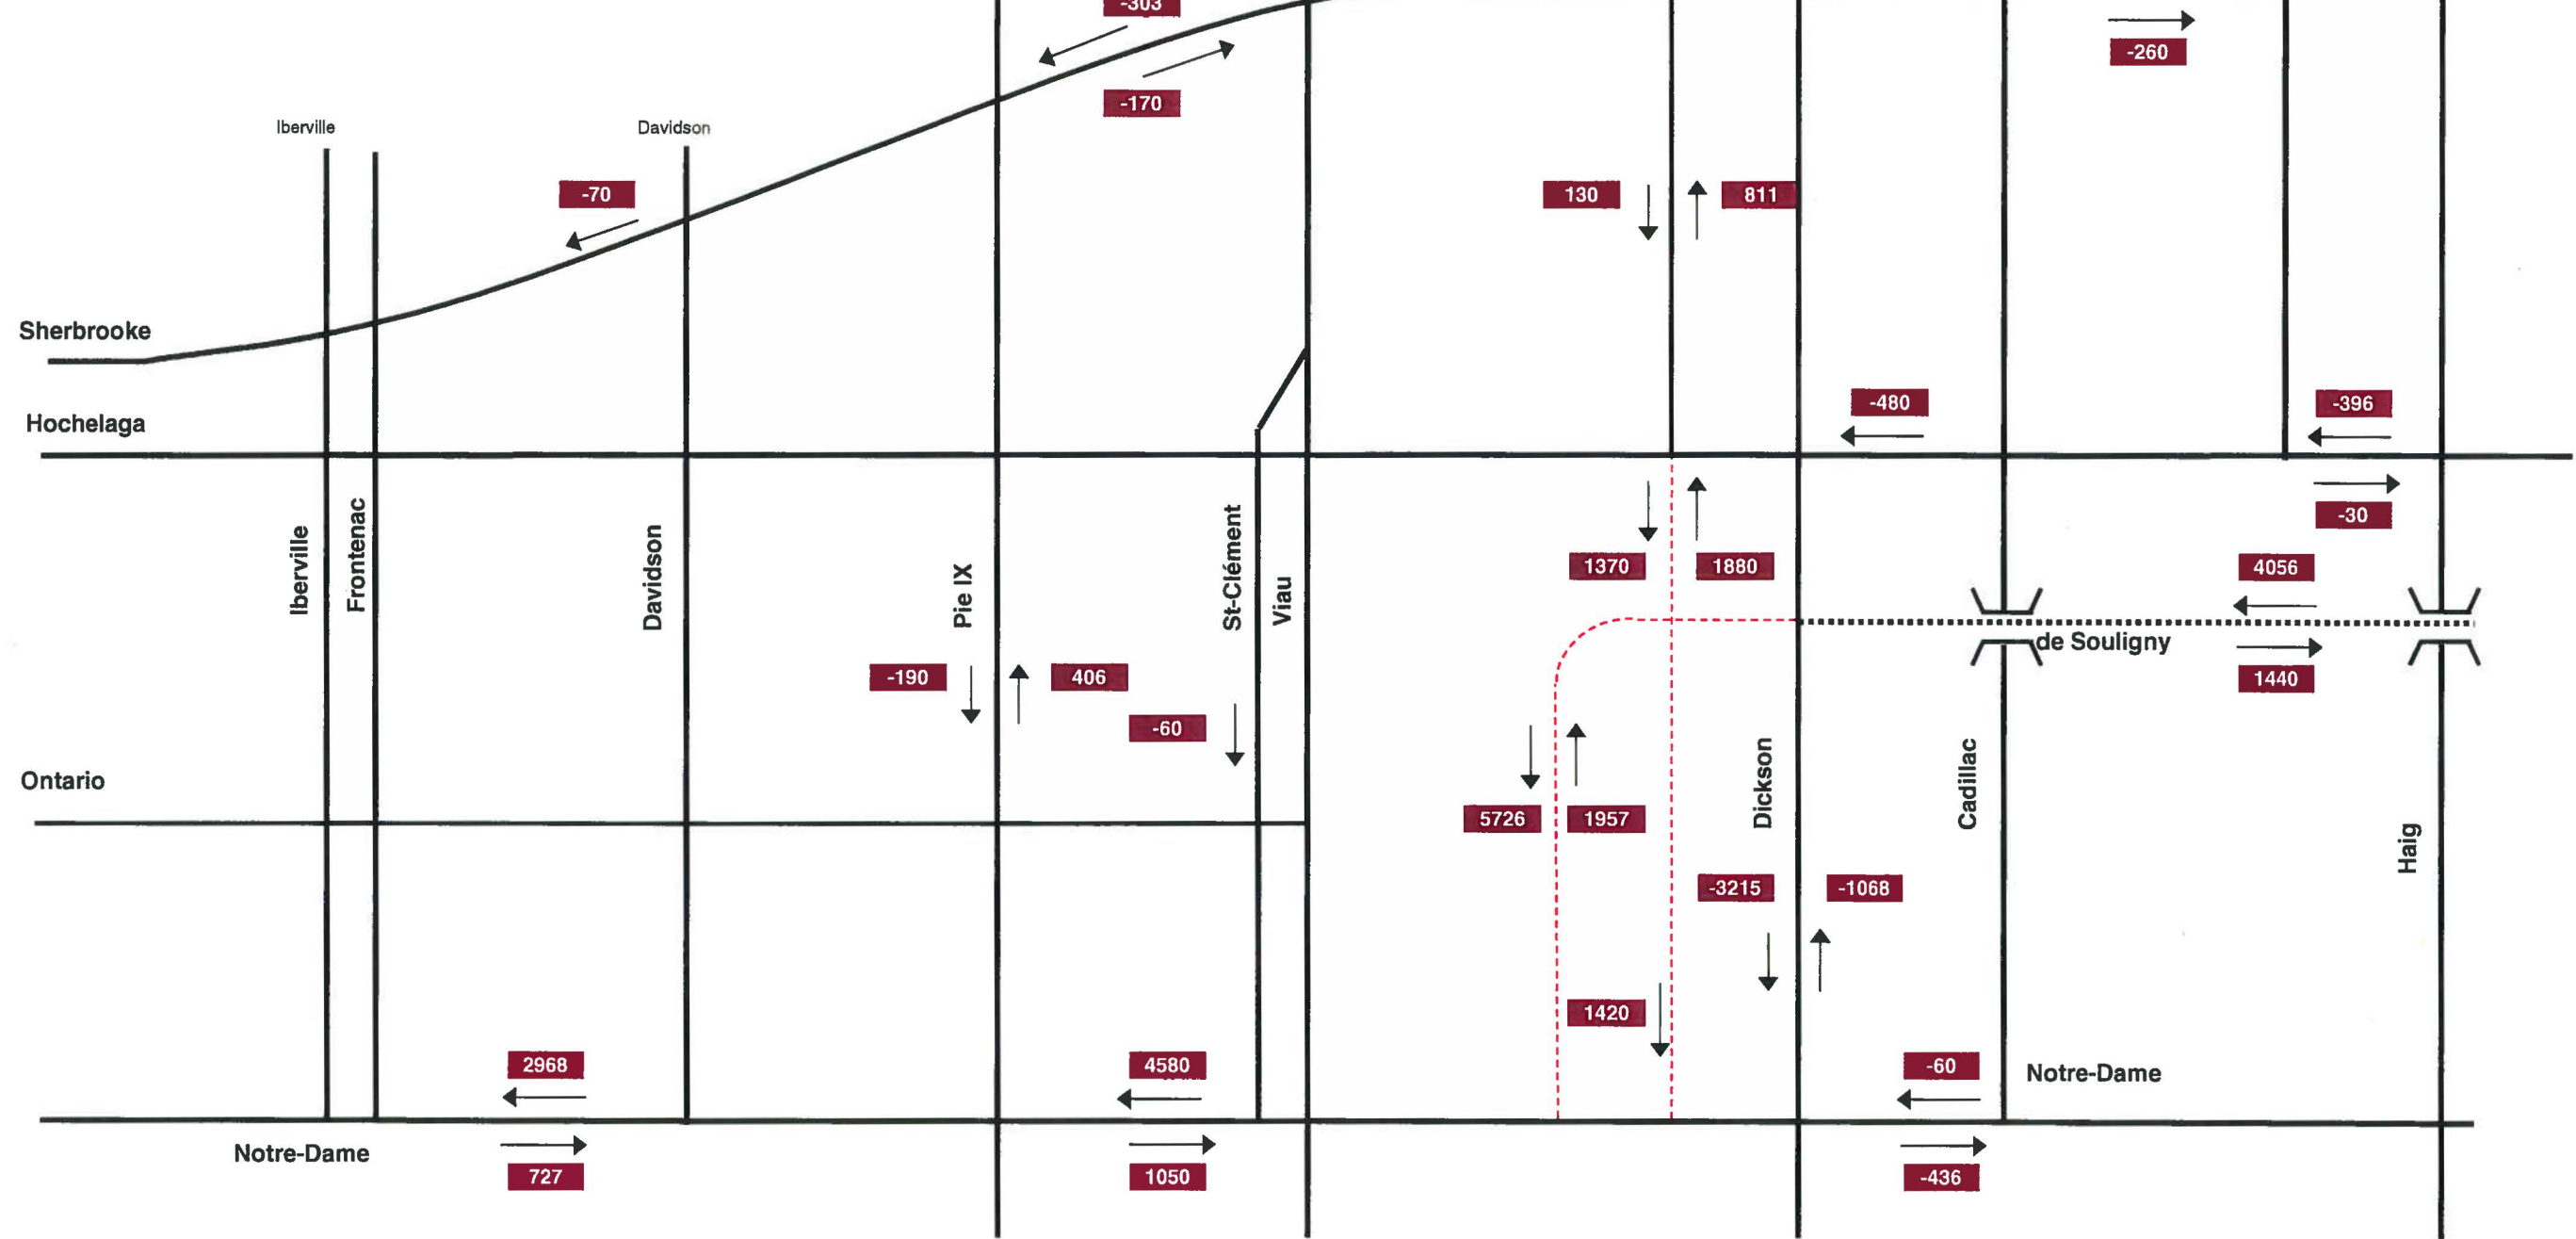 -303
-260
-170
Iberville
Davidson
-70
130
811
Sherbrooke
-480
-396
Hochelaga
-30
Iberville
Frontenac
Davidson
Pie IX
St-Clément
Viau
1370
1880
4056
de Souligny
1440
-190
406
-60
Ontario
5726
1957
Dickson
Cadillac
Haig
-3215
-1068
1420
2968
4580
-60
Notre-Dame
Notre-Dame
727
1050
-436